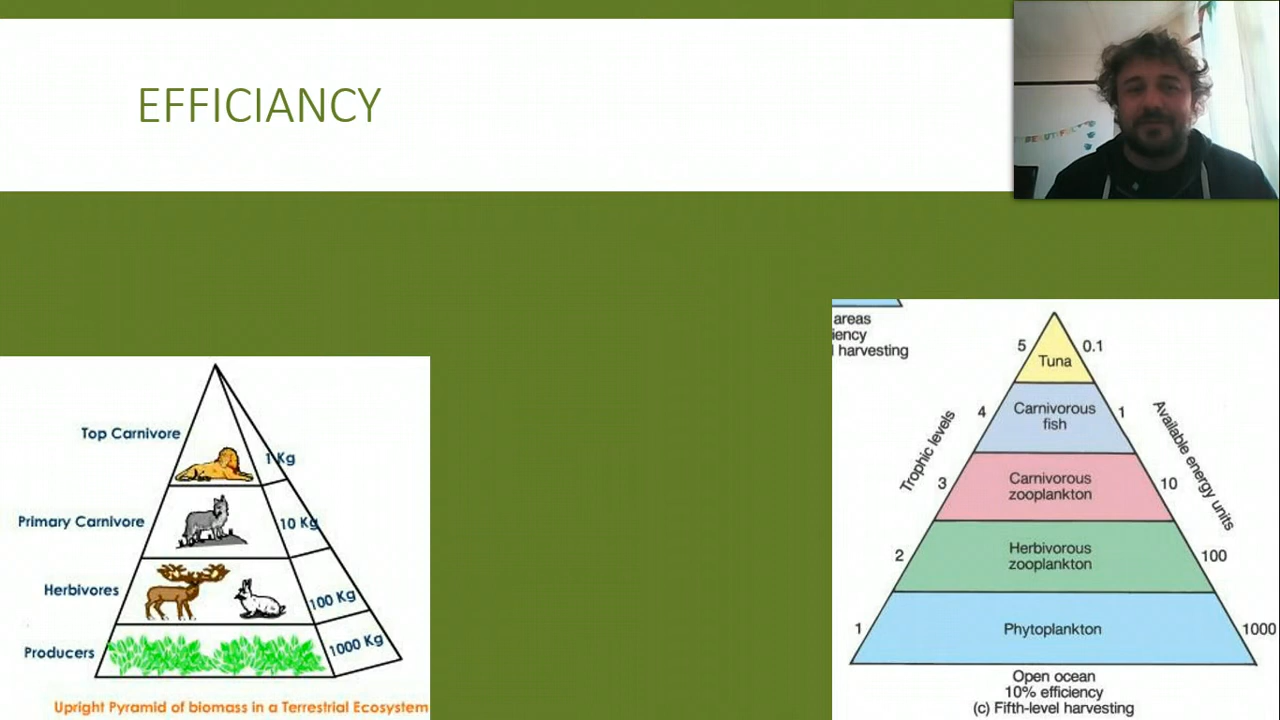 EFFICIANCY
BEAUTIFUL
Top Carnivore
1 Kg
Primary Carnivore
10 Kg
Herbivores
100 Kg
Producers
1000 Kg
Upright Pyramid of biomass in a Terrestrial Ecosystem
areas
iency
harvesting
5
Tuna
0.1
4
Carnivorous
fish
1
Trophic levels
Available energy units
3
Carnivorous
zooplankton
10
2
Herbivorous
zooplankton
100
1
Phytoplankton
1000
Open ocean
10% efficiency
(c) Fifth-level harvesting